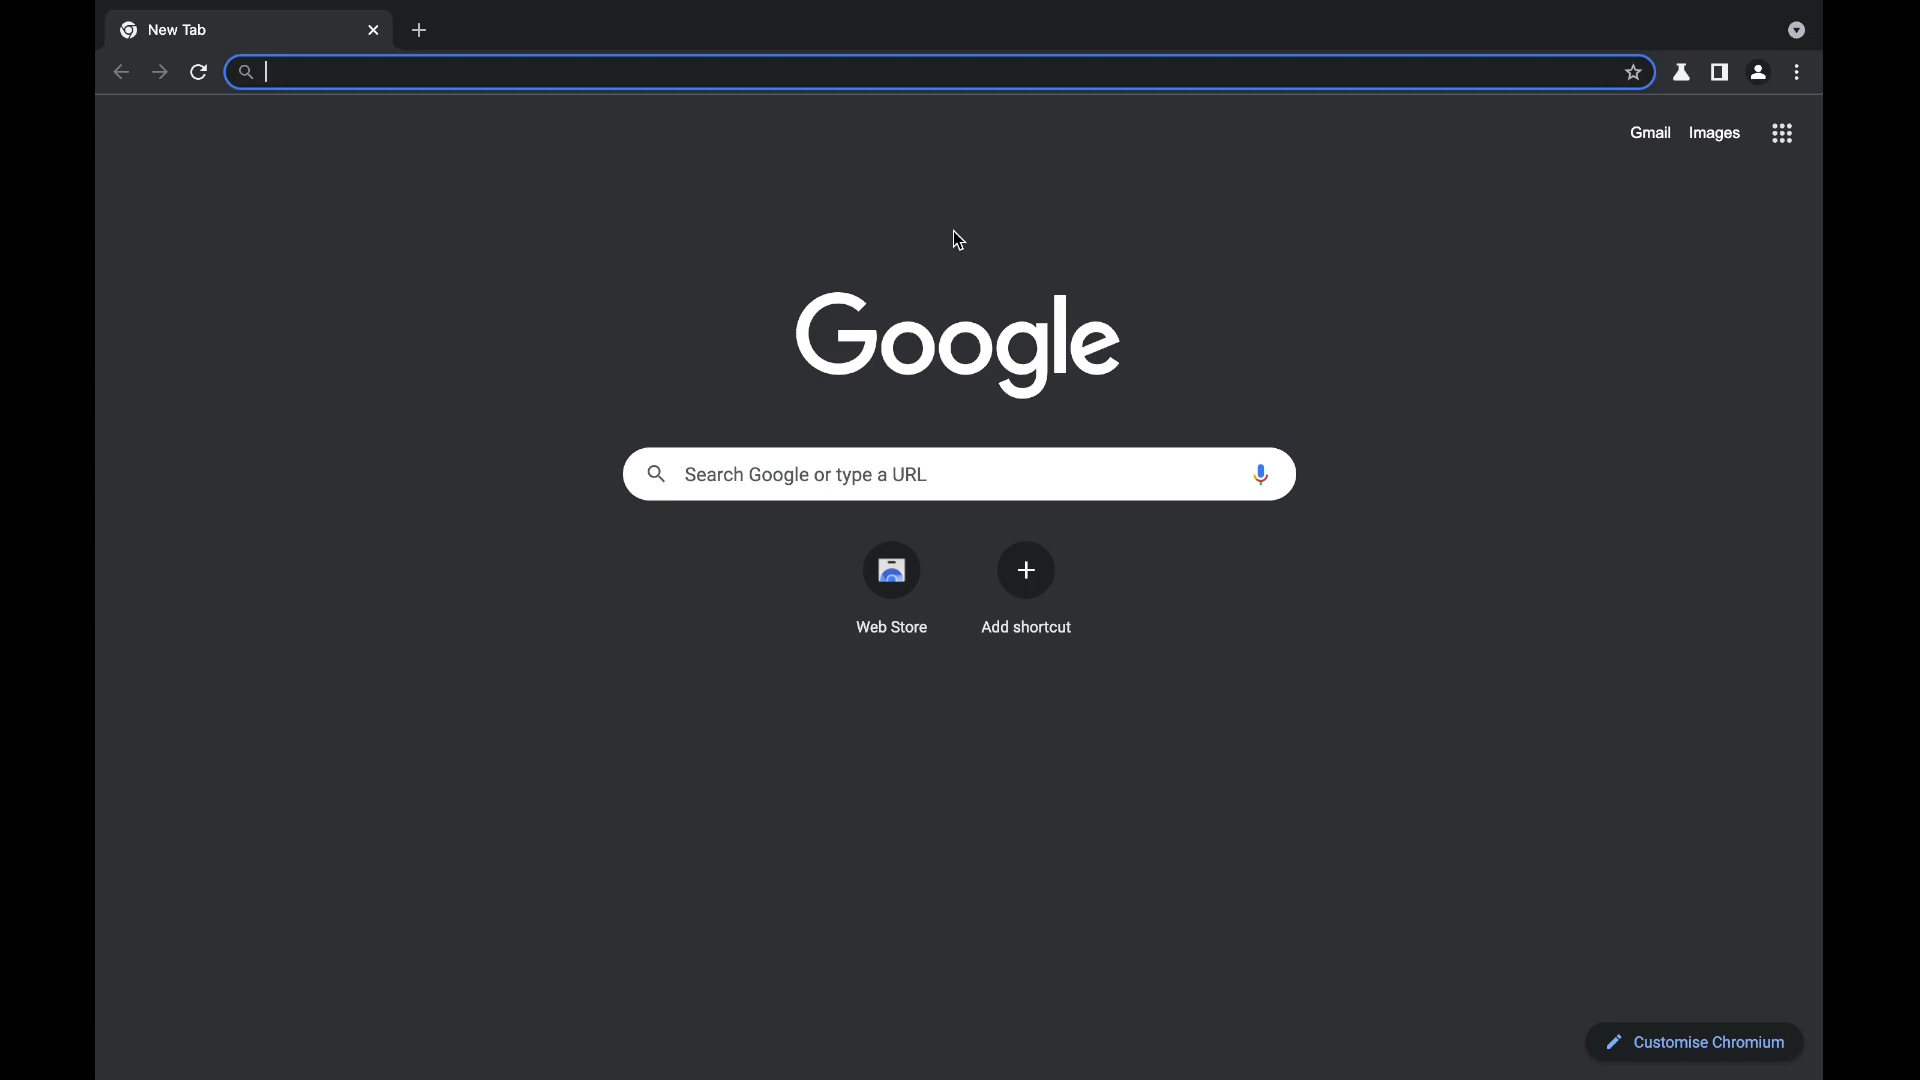 New Tab
Gmail Images
Google
Search Google or type a URL
Web Store Add shortcut
Customise Chromium